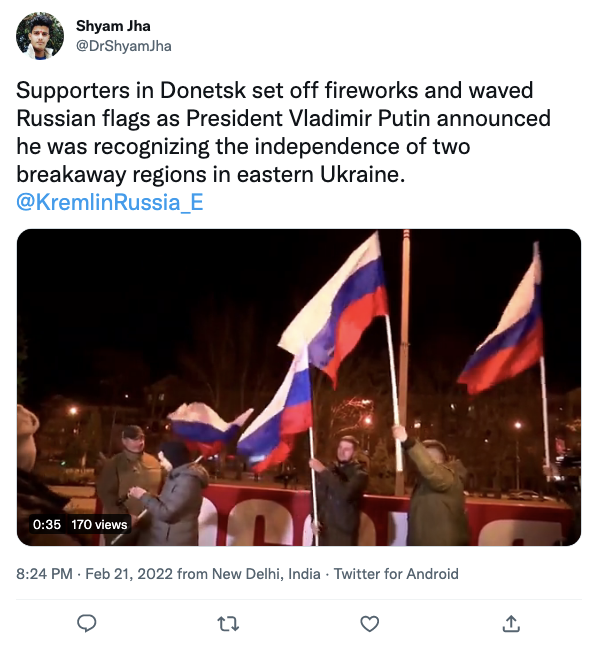 Shyam Jha
@DrShyamJha
Supporters in Donetsk set off fireworks and waved
Russian flags as President Vladimir Putin announced
he was recognizing the independence of two
breakaway regions in eastern Ukraine.
@KremlinRussia_E
0:35 170 views
8:24 PM · Feb 21, 2022 from New Delhi, India · Twitter for Android